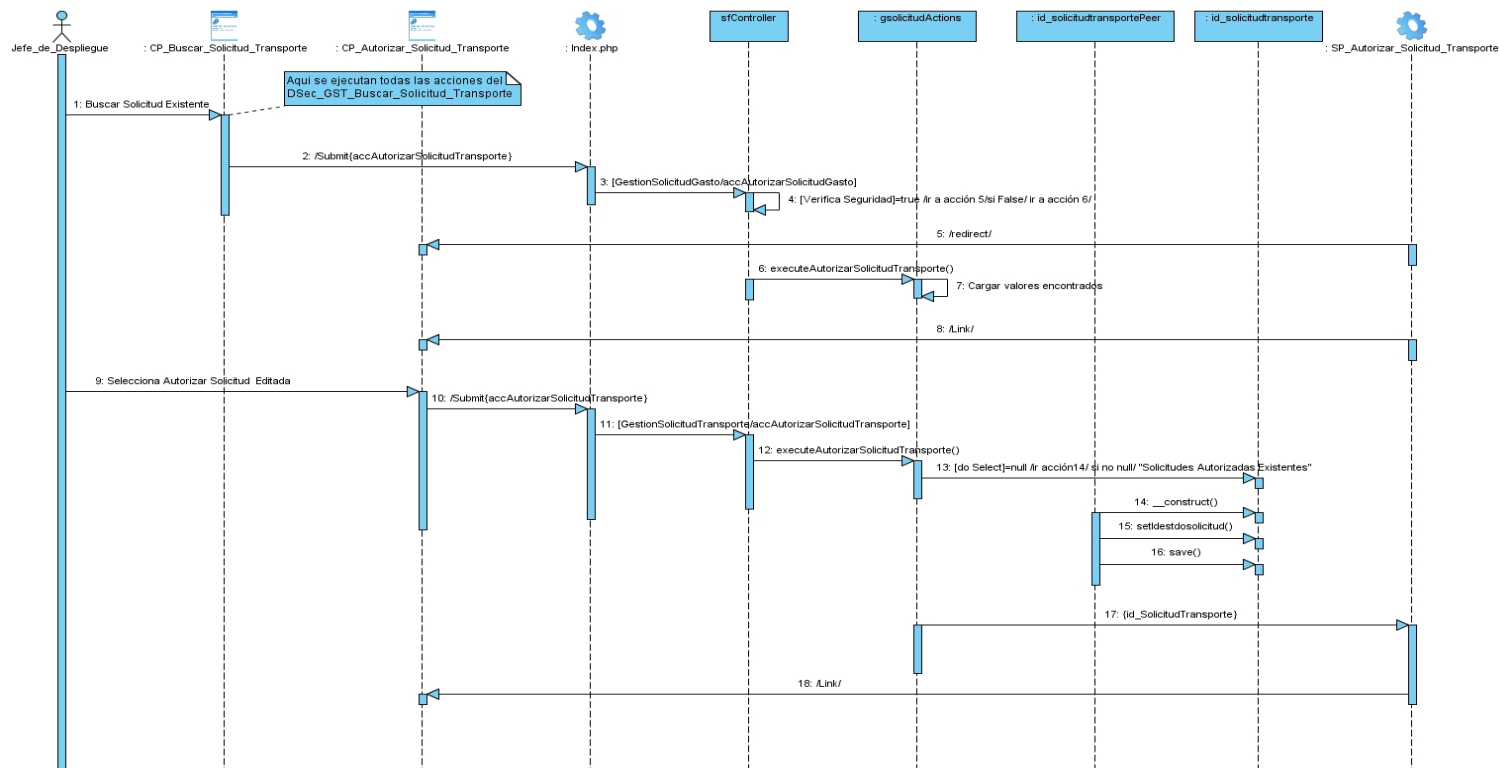 sfController
: gsolicitudActions
: id_solicitudtransportePeer
: id_solicitudtransporte
Jefe_de_Despliegue
: CP_Buscar_Solicitud_Transporte
: CP_Autorizar_Solicitud_Transporte
: Index.php
: SP_Autorizar_Solicitud_Transporte
Aqui se ejecutan todas las acciones del
DSec_GST_Buscar_Solicitud_Transporte
1: Buscar Solicitud Existente
2: /Submit{accAutorizarSolicitudTransporte}
3: [GestionSolicitudGasto/accAutorizarSolicitudGasto]
4: [Verifica Seguridad]=true /ir a acción 5/si False/ ir a acción 6/
5: /redirect/
6: executeAutorizarSolicitudTransporte()
7: Cargar valores encontrados
8: /Link/
9: Selecciona Autorizar Solicitud Editada
10: /Submit{accAutorizarSolicitudTransporte}
11: [GestionSolicitudTransporte/accAutorizarSolicitudTransporte]
12: executeAutorizarSolicitudTransporte()
13: [do Select]=null /ir acción14/ si no null/ "Solicitudes Autorizadas Existentes"
14: __construct()
15: setIdestdosolicitud()
16: save()
17: {id_SolicitudTransporte}
18: /Link/